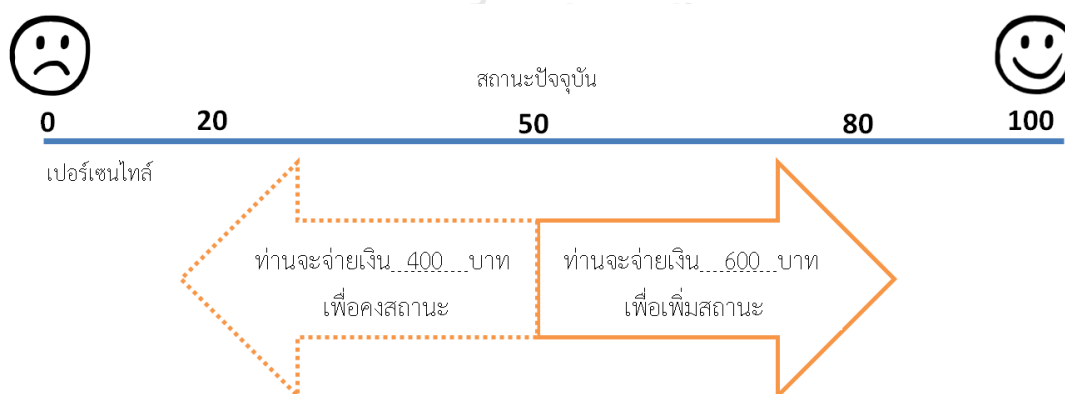 สถานะปัจจุบัน
0 20 50 80 100
เปอร์เซนไทล์
ท่านจะจ่ายเงิน...400....บาท
เพื่อคงสถานะ
ท่านจะจ่ายเงิน....600...บาท
เพื่อเพิ่มสถานะ